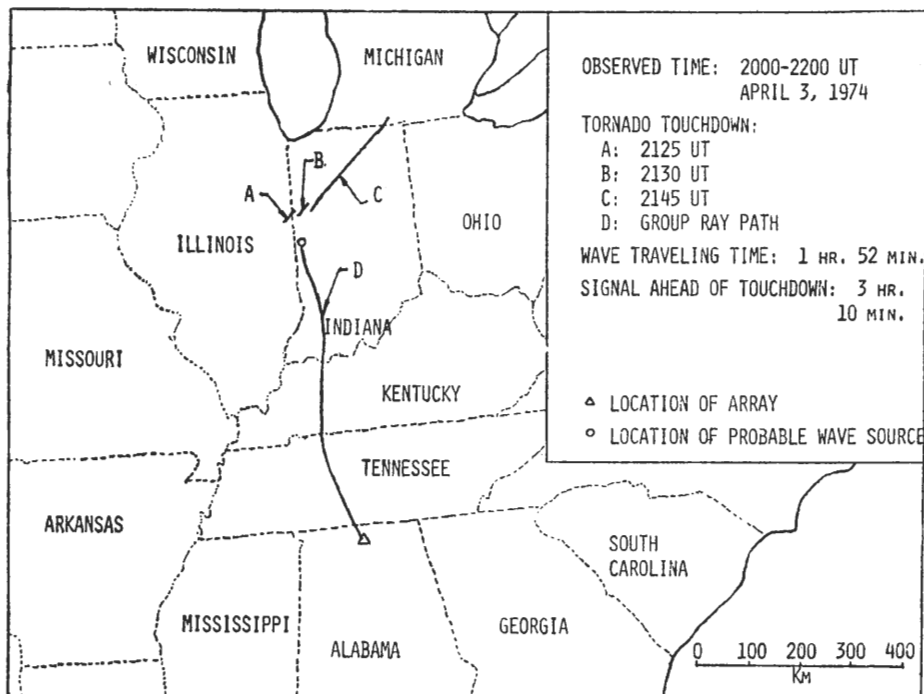 WISCONSIN
MICHIGAN
B
A
C
ILLINOIS
OHIO
D
INDIANA
MISSOURI
KENTUCKY
TENNESSEE
ARKANSAS
SOUTH
CAROLINA
MISSISSIPPI
ALABAMA
GEORGIA
OBSERVED TIME: 2000-2200 UT
APRIL 3, 1974
TORNADO TOUCHDOWN:
A: 2125 UT
B: 2130 UT
C: 2145 UT
D: GROUP RAY PATH
WAVE TRAVELING TIME: 1 HR. 52 MIN.
SIGNAL AHEAD OF TOUCHDOWN: 3 HR.
10 MIN.
△ LOCATION OF ARRAY
○ LOCATION OF PROBABLE WAVE SOURCE
0 100 200 300 400
KM